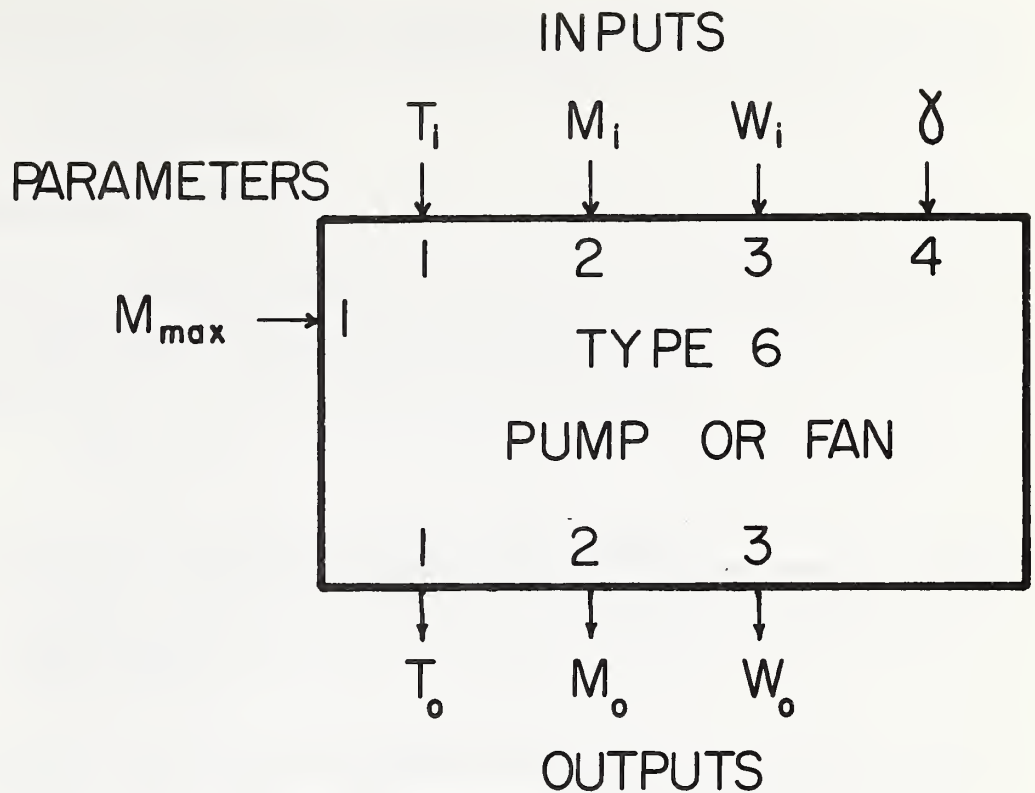 INPUTS
Tᵢ Mᵢ Wᵢ γ
PARAMETERS
1 2 3 4
Mmax 1
TYPE 6
PUMP OR FAN
1 2 3
Tₒ Mₒ Wₒ
OUTPUTS